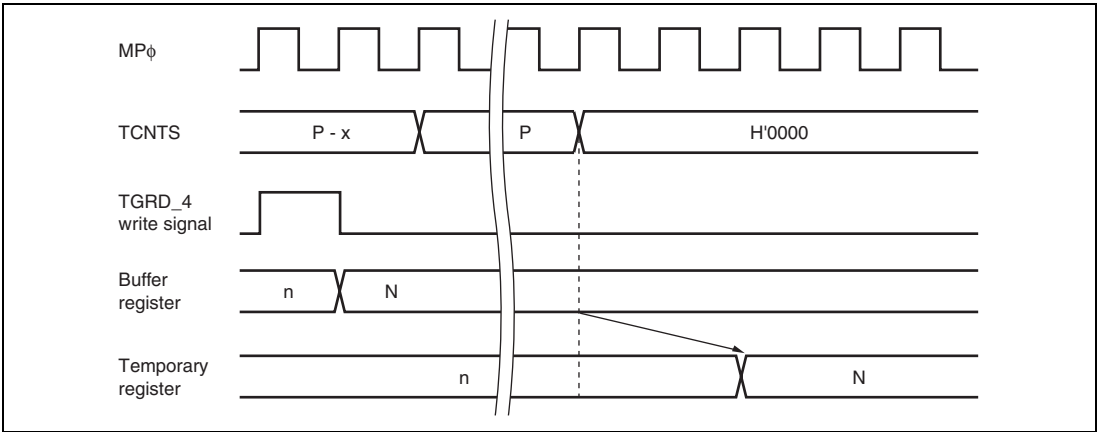 MPφ
TCNTS
P - x
P
H'0000
TGRD_4
write signal
Buffer
register
n
N
Temporary
register
n
N